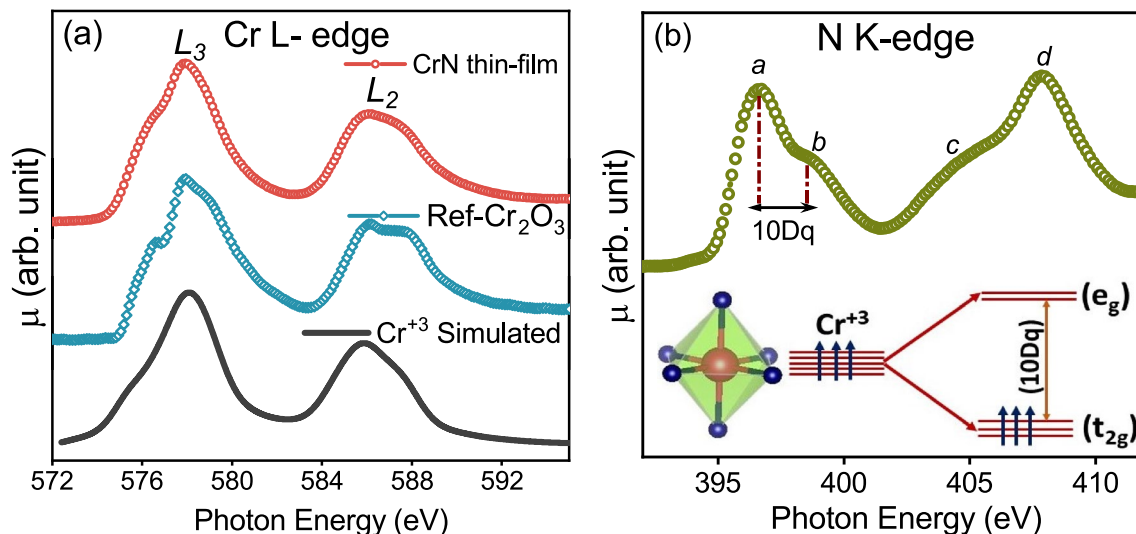 (a)
Cr L- edge
L3
CrN thin-film
L2
Ref-Cr2O3
Cr+3 Simulated
μ (arb. unit)
572 576 580 584 588 592
Photon Energy (eV)
(b)
N K-edge
a
b
c
d
10Dq
μ (arb. unit)
Cr+3
(eg)
(10Dq)
(t2g)
395 400 405 410
Photon Energy (eV)